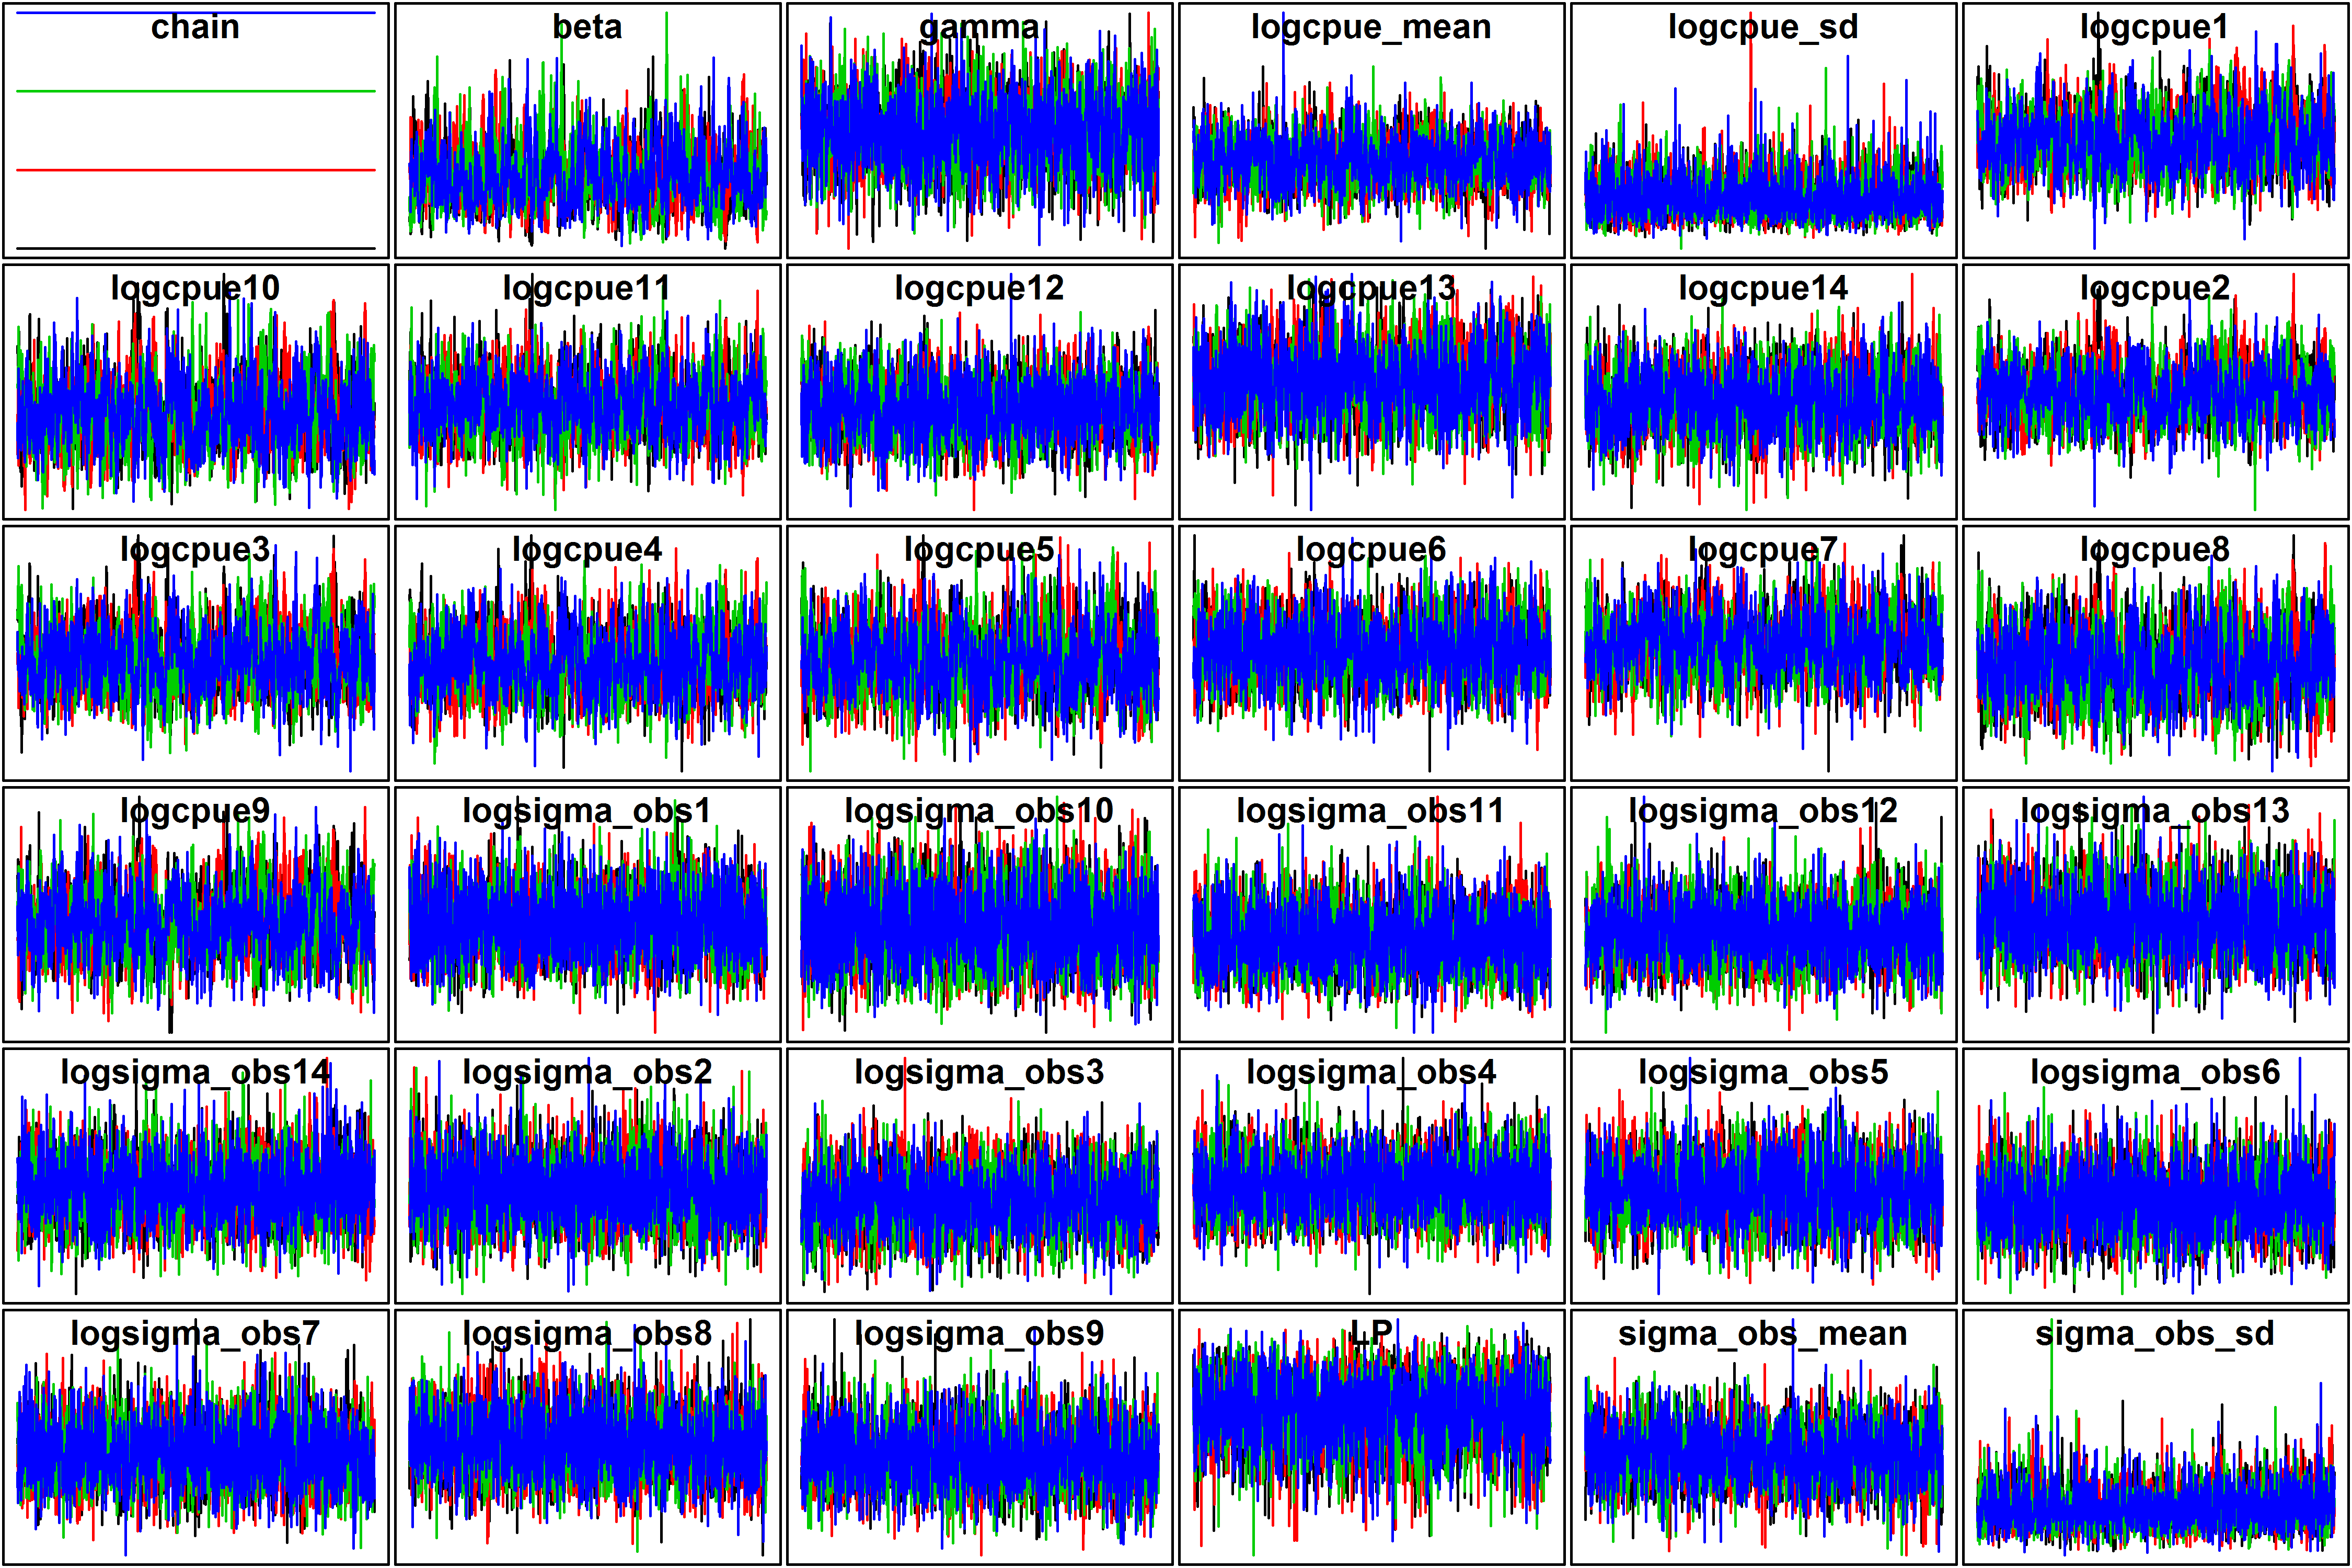 chain
beta
gamma
logcpue_mean
logcpue_sd
logcpue1
logcpue10
logcpue11
logcpue12
logcpue13
logcpue14
logcpue2
logcpue3
logcpue4
logcpue5
logcpue6
logcpue7
logcpue8
logcpue9
logsigma_obs1
logsigma_obs10
logsigma_obs11
logsigma_obs12
logsigma_obs13
logsigma_obs14
logsigma_obs2
logsigma_obs3
logsigma_obs4
logsigma_obs5
logsigma_obs6
logsigma_obs7
logsigma_obs8
logsigma_obs9
LP
sigma_obs_mean
sigma_obs_sd